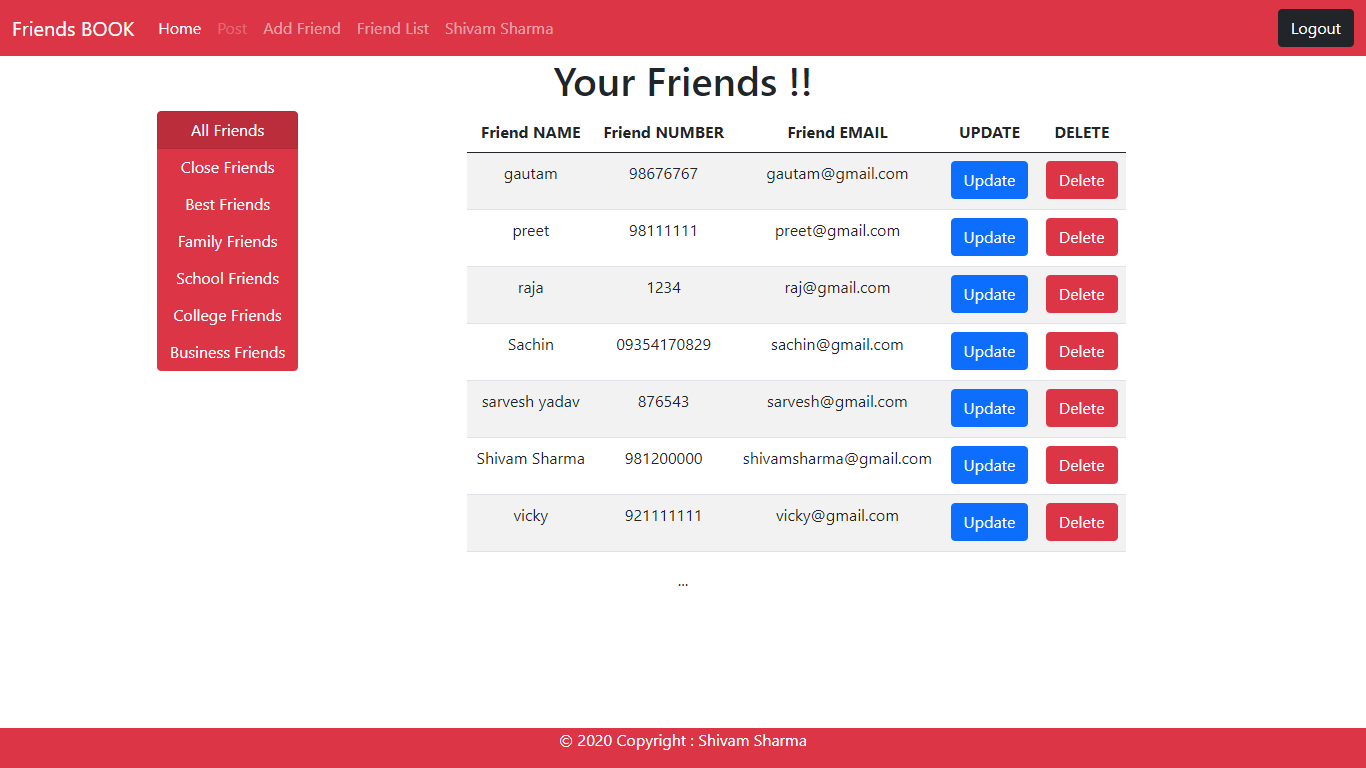 Friends BOOK Home Post Add Friend Friend List Shivam Sharma Logout
Your Friends !!
All Friends
Close Friends
Best Friends
Family Friends
School Friends
College Friends
Business Friends
Friend NAME Friend NUMBER Friend EMAIL UPDATE DELETE
gautam 98676767 gautam@gmail.com Update Delete
preet 98111111 preet@gmail.com Update Delete
raja 1234 raj@gmail.com Update Delete
Sachin 09354170829 sachin@gmail.com Update Delete
sarvesh yadav 876543 sarvesh@gmail.com Update Delete
Shivam Sharma 981200000 shivamsharma@gmail.com Update Delete
vicky 921111111 vicky@gmail.com Update Delete
...
© 2020 Copyright : Shivam Sharma